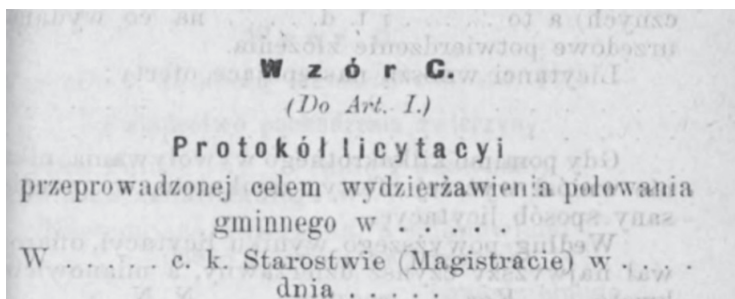 Wzór C.
(Do Art. I.)
Protokół licytacyi
przeprowadzonej celem wydzierżawienia polowania
gminnego w . . . . .
W . . . . . c. k. Starostwie (Magistracie) w . . . .
dnia . . . . .